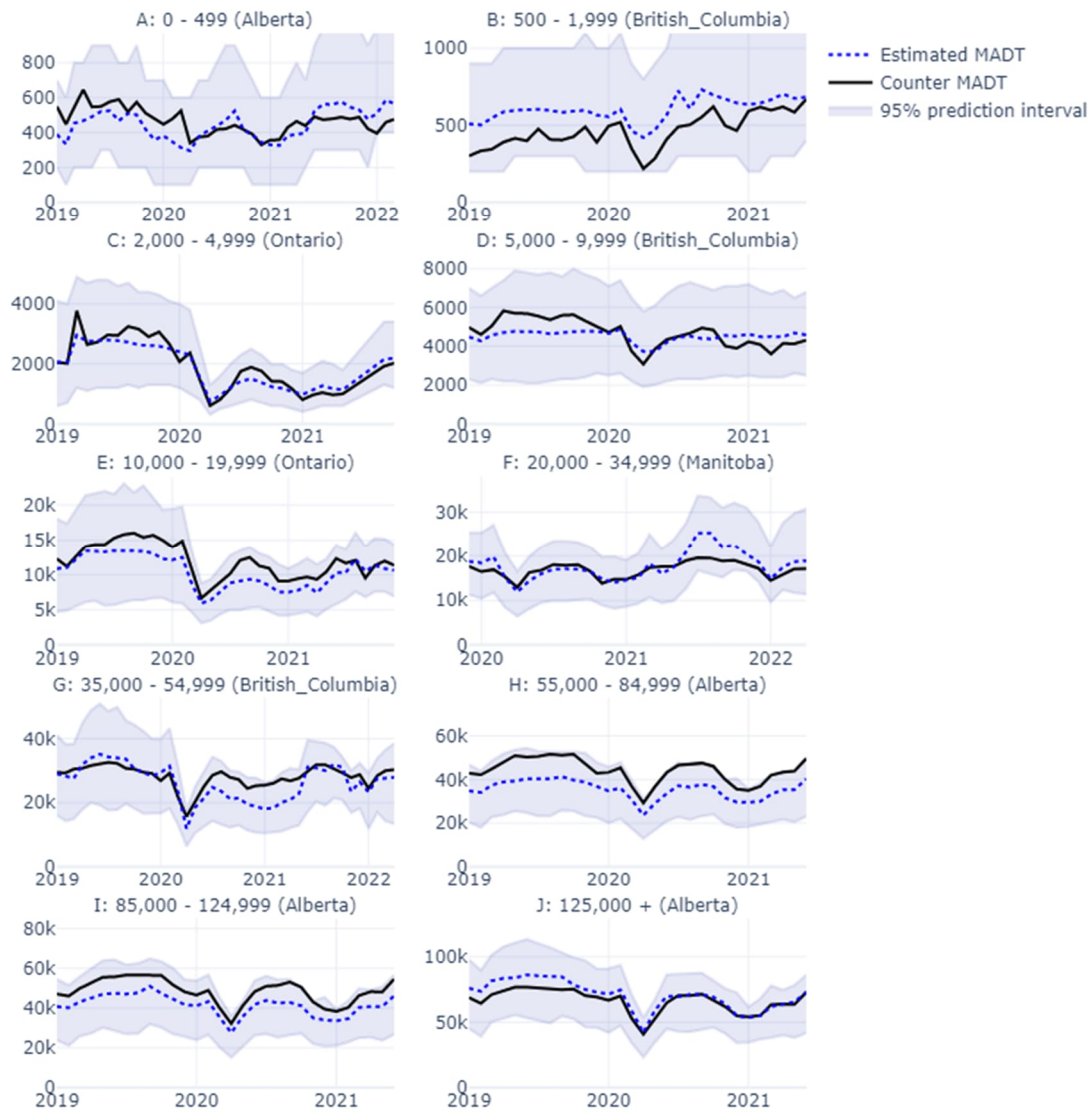 A: 0 - 499 (Alberta)
800
600
400
200
0
2019
2020
2021
2022
B: 500 - 1,999 (British_Columbia)
1000
500
0
2019
2020
2021
Estimated MADT
Counter MADT
95% prediction interval
C: 2,000 - 4,999 (Ontario)
4000
2000
0
2019
2020
2021
D: 5,000 - 9,999 (British_Columbia)
8000
6000
4000
2000
0
2019
2020
2021
E: 10,000 - 19,999 (Ontario)
20k
15k
10k
5k
0
2019
2020
2021
F: 20,000 - 34,999 (Manitoba)
30k
20k
10k
0
2020
2021
2022
G: 35,000 - 54,999 (British_Columbia)
40k
20k
0
2019
2020
2021
2022
H: 55,000 - 84,999 (Alberta)
60k
40k
20k
0
2019
2020
2021
I: 85,000 - 124,999 (Alberta)
80k
60k
40k
20k
0
2019
2020
2021
J: 125,000 + (Alberta)
100k
50k
0
2019
2020
2021